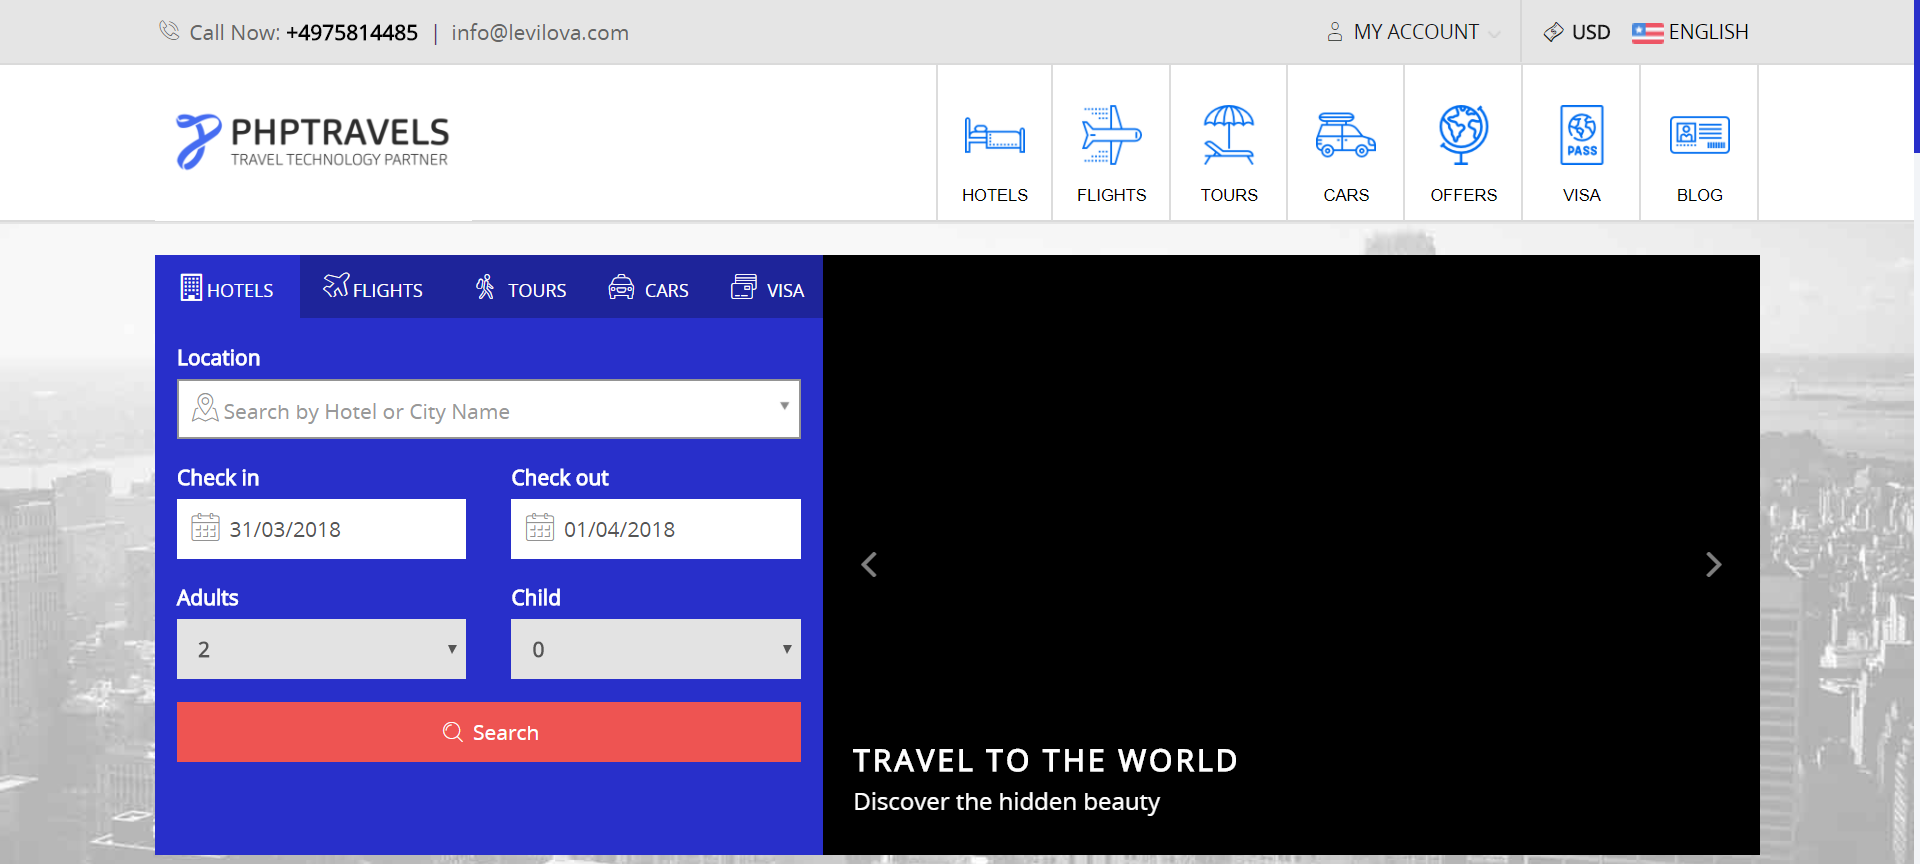 Call Now: +4975814485 | info@levilova.com
MY ACCOUNT
USD
ENGLISH
PHPTRAVELS
TRAVEL TECHNOLOGY PARTNER
HOTELS
FLIGHTS
TOURS
CARS
OFFERS
PASS
VISA
BLOG
HOTELS
FLIGHTS
TOURS
CARS
VISA
Location
Search by Hotel or City Name
Check in
Check out
31/03/2018
01/04/2018
Adults
Child
2
0
Search
TRAVEL TO THE WORLD
Discover the hidden beauty